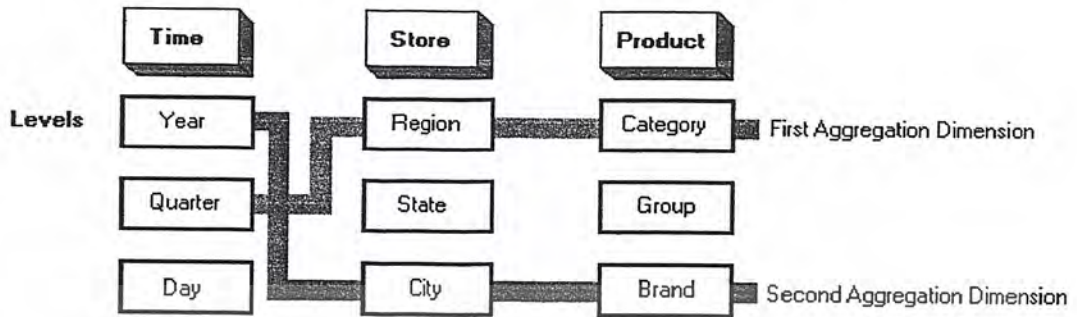 Time Store Product
Levels Year Region Category First Aggregation Dimension
Quarter State Group
Day City Brand Second Aggregation Dimension